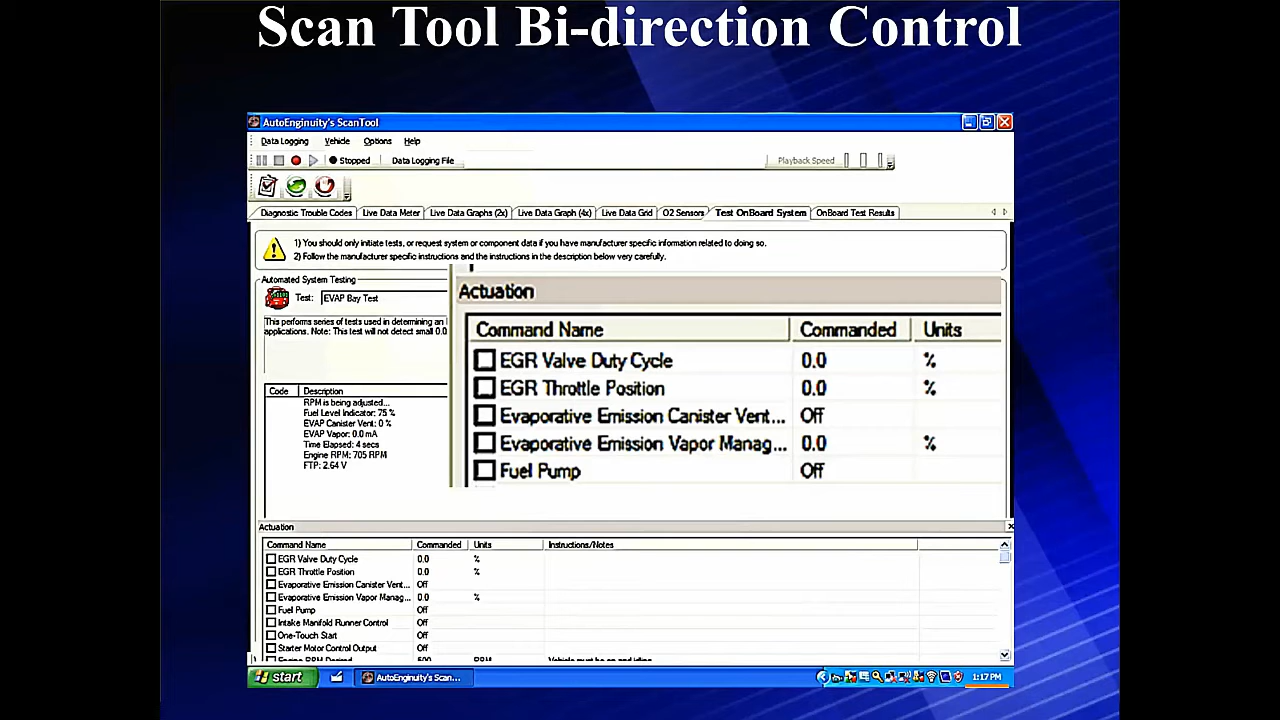 Scan Tool Bi-direction Control
AutoEnginuity's ScanTool
Data Logging Vehicle Options Help
Stopped Data Logging File Playback Speed
Diagnostic Trouble Codes Live Data Meter Live Data Graphs (2x) Live Data Graph (4x) Live Data Grid O2 Sensors Test OnBoard System OnBoard Test Results
1) You should only initiate tests, or request system or component data if you have manufacturer specific information related to doing so.
2) Follow the manufacturer specific instructions and the instructions in the description below very carefully.
Automated System Testing
Test: EVAP Bay Test
This performs series of tests used in determining an
applications. Note: This test will not detect small 0.0
Code Description
RPM is being adjusted...
Fuel Level Indicator: 75 %
EVAP Canister Vent: 0 %
EVAP Vapor: 0.0 mA
Time Elapsed: 4 secs
Engine RPM: 705 RPM
FTP: 2.64 V
Actuation
Command Name Commanded Units
EGR Valve Duty Cycle 0.0 %
EGR Throttle Position 0.0 %
Evaporative Emission Canister Vent... Off
Evaporative Emission Vapor Manag... 0.0 %
Fuel Pump Off
Actuation
Command Name Commanded Units Instructions/Notes
EGR Valve Duty Cycle 0.0 %
EGR Throttle Position 0.0 %
Evaporative Emission Canister Vent... Off
Evaporative Emission Vapor Manag... 0.0 %
Fuel Pump Off
Intake Manifold Runner Control Off
One-Touch Start Off
Starter Motor Control Output Off
Engine RPM Desired 500 RPM Vehicle must be on and idling
start AutoEnginuity's Scan... 1:17 PM